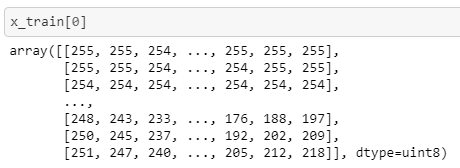 x_train[0]
array([[255, 255, 254, ..., 255, 255, 255],
[255, 255, 254, ..., 254, 255, 255],
[254, 254, 254, ..., 254, 254, 254],
...,
[248, 243, 233, ..., 176, 188, 197],
[250, 245, 237, ..., 192, 202, 209],
[251, 247, 240, ..., 205, 212, 218]], dtype=uint8)